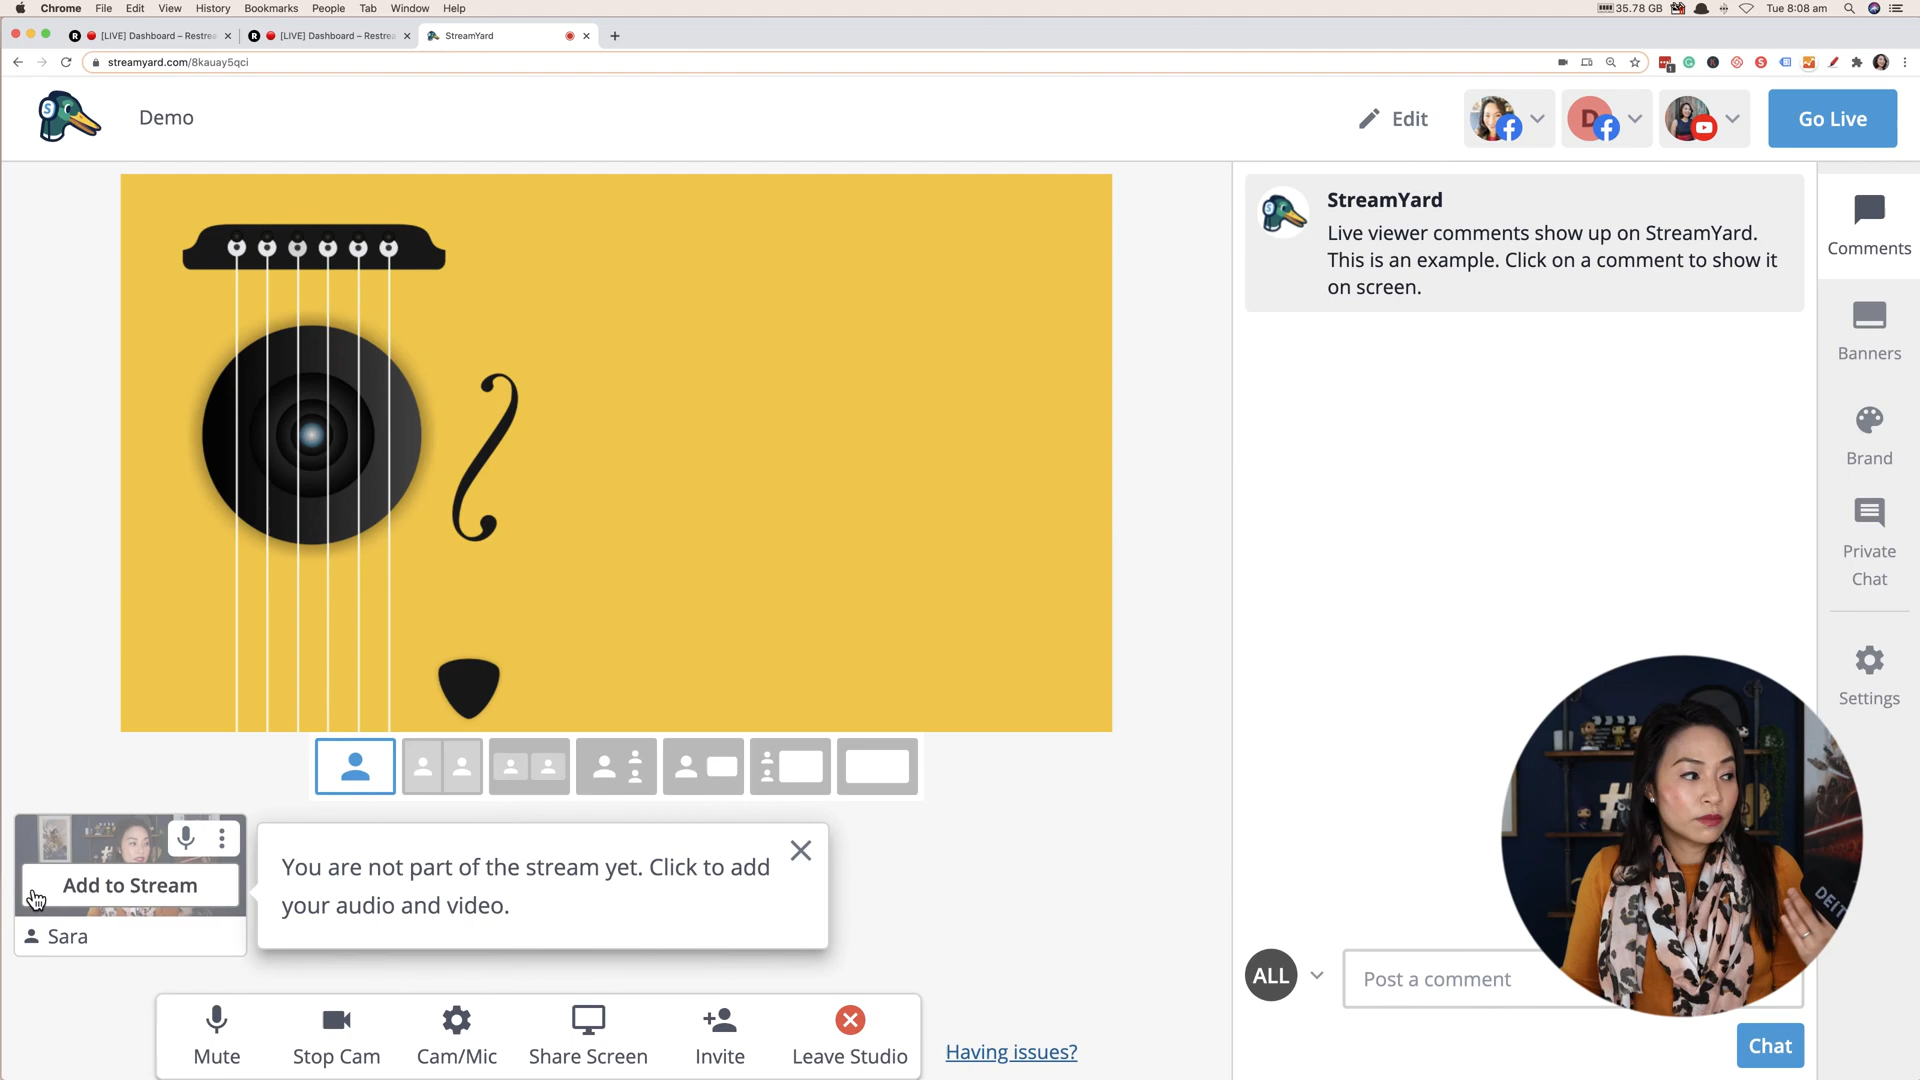 Chrome File Edit View History Bookmarks People Tab Window Help 35.78 GB Tue 8:08 am
[LIVE] Dashboard – Restrea [LIVE] Dashboard – Restrea StreamYard
streamyard.com/8kauay5qci
Demo
Edit
D
Go Live
StreamYard
Live viewer comments show up on StreamYard.
This is an example. Click on a comment to show it
on screen.
Comments
Banners
Brand
Private
Chat
Settings
Add to Stream
Sara
You are not part of the stream yet. Click to add
your audio and video.
DEIT
ALL
Post a comment
Chat
Mute
Stop Cam
Cam/Mic
Share Screen
Invite
Leave Studio
Having issues?